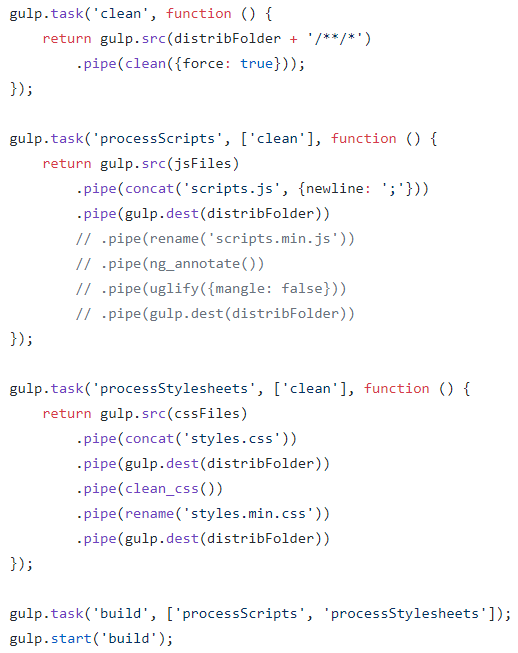 gulp.task('clean', function () {
    return gulp.src(distribFolder + '/**/*')
        .pipe(clean({force: true}));
});

gulp.task('processScripts', ['clean'], function () {
    return gulp.src(jsFiles)
        .pipe(concat('scripts.js', {newline: ';'}))
        .pipe(gulp.dest(distribFolder))
        // .pipe(rename('scripts.min.js'))
        // .pipe(ng_annotate())
        // .pipe(uglify({mangle: false}))
        // .pipe(gulp.dest(distribFolder))
});

gulp.task('processStylesheets', ['clean'], function () {
    return gulp.src(cssFiles)
        .pipe(concat('styles.css'))
        .pipe(gulp.dest(distribFolder))
        .pipe(clean_css())
        .pipe(rename('styles.min.css'))
        .pipe(gulp.dest(distribFolder))
});

gulp.task('build', ['processScripts', 'processStylesheets']);
gulp.start('build');